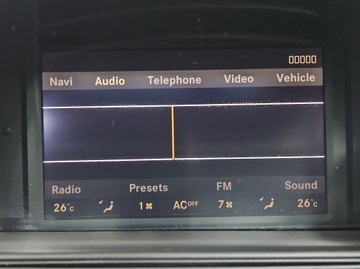 00000
Navi Audio Telephone Video Vehicle
Radio Presets FM Sound
26°C 1 AC OFF 7 26°C